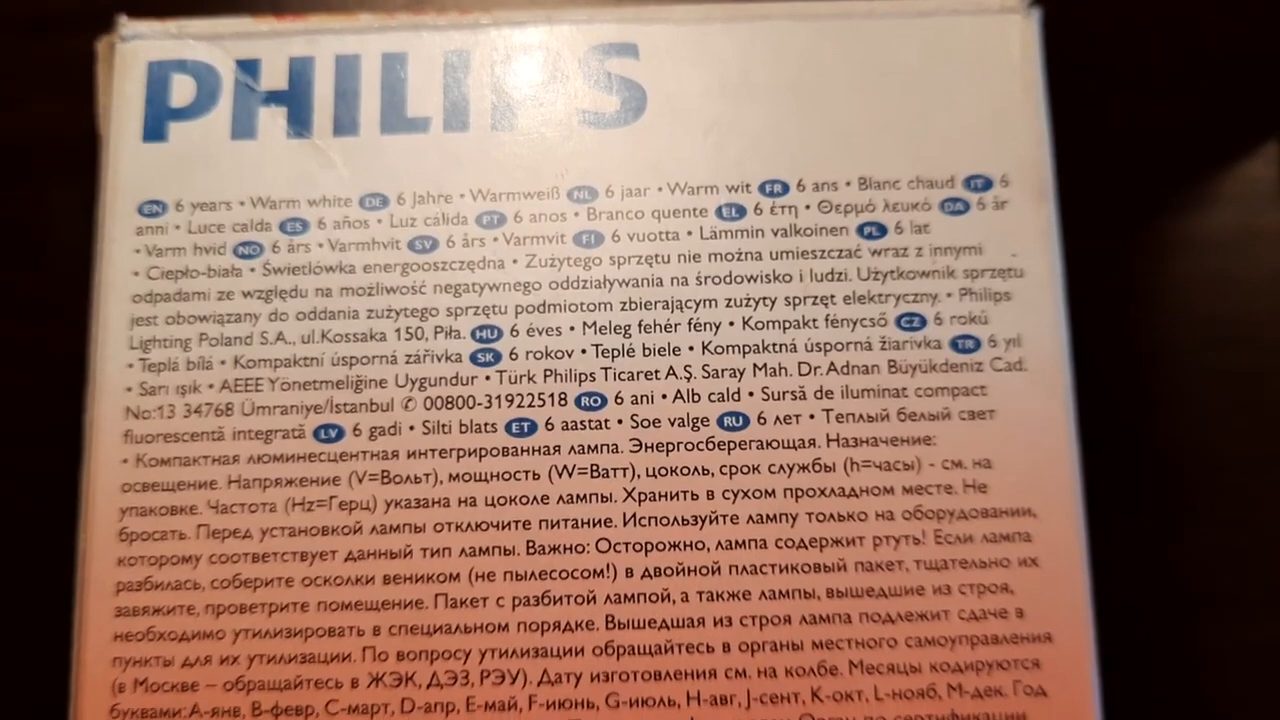 PHILIPS
EN 6 years • Warm white DE 6 Jahre • Warmweiß NL 6 jaar • Warm wit FR 6 ans • Blanc chaud IT 6
anni • Luce calda ES 6 años • Luz cálida PT 6 anos • Branco quente EL 6 έτη • Θερμό λευκό DA 6 år
• Varm hvid NO 6 års • Varmhvit SV 6 års • Varmvit FI 6 vuotta • Lämmin valkoinen PL 6 lat
• Ciepło-biała • Świetlówka energooszczędna • Zużytego sprzętu nie można umieszczać wraz z innymi
odpadami ze względu na możliwość negatywnego oddziaływania na środowisko i ludzi. Użytkownik sprzętu
jest obowiązany do oddania zużytego sprzętu podmiotom zbierającym zużyty sprzęt elektryczny. • Philips
Lighting Poland S.A., ul.Kossaka 150, Piła. HU 6 éves • Meleg fehér fény • Kompakt fénycső CZ 6 roků
• Teplá bílá • Kompaktní úsporná zářivka SK 6 rokov • Teplé biele • Kompaktná úsporná žiarivka TR 6 yıl
• Sarı ışık • AEEE Yönetmeliğine Uygundur • Türk Philips Ticaret A.Ş. Saray Mah. Dr. Adnan Büyükdeniz Cad.
No:13 34768 Ümraniye/İstanbul ✆ 00800-31922518 RO 6 ani • Alb cald • Sursă de iluminat compact
fluorescentă integrată LV 6 gadi • Silti blats ET 6 aastat • Soe valge RU 6 лет • Теплый белый свет
• Компактная люминесцентная интегрированная лампа. Энергосберегающая. Назначение:
освещение. Напряжение (V=Вольт), мощность (W=Ватт), цоколь, срок службы (h=часы) - см. на
упаковке. Частота (Hz=Герц) указана на цоколе лампы. Хранить в сухом прохладном месте. Не
бросать. Перед установкой лампы отключите питание. Используйте лампу только на оборудовании,
которому соответствует данный тип лампы. Важно: Осторожно, лампа содержит ртуть! Если лампа
разбилась, соберите осколки веником (не пылесосом!) в двойной пластиковый пакет, тщательно их
завяжите, проветрите помещение. Пакет с разбитой лампой, а также лампы, вышедшие из строя,
необходимо утилизировать в специальном порядке. Вышедшая из строя лампа подлежит сдаче в
пункты для их утилизации. По вопросу утилизации обращайтесь в органы местного самоуправления
(в Москве – обращайтесь в ЖЭК, ДЭЗ, РЭУ). Дату изготовления см. на колбе. Месяцы кодируются
буквами: A-янв, B-февр, C-март, D-апр, E-май, F-июнь, G-июль, H-авг, J-сент, K-окт, L-нояб, M-дек. Год
Орган по сертификации